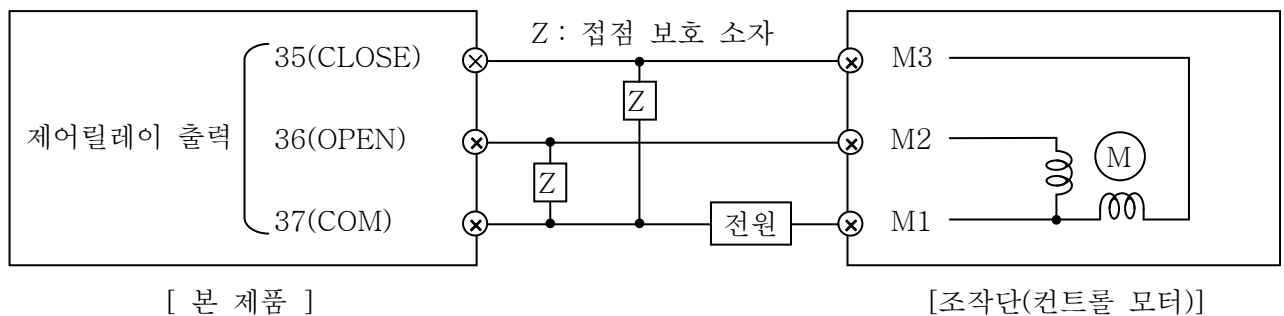 Z : 접점 보호 소자
35(CLOSE)
M3
Z
제어릴레이 출력
36(OPEN)
M2
M
Z
37(COM)
전원
M1
[ 본 제품 ]
[조작단(컨트롤 모터)]